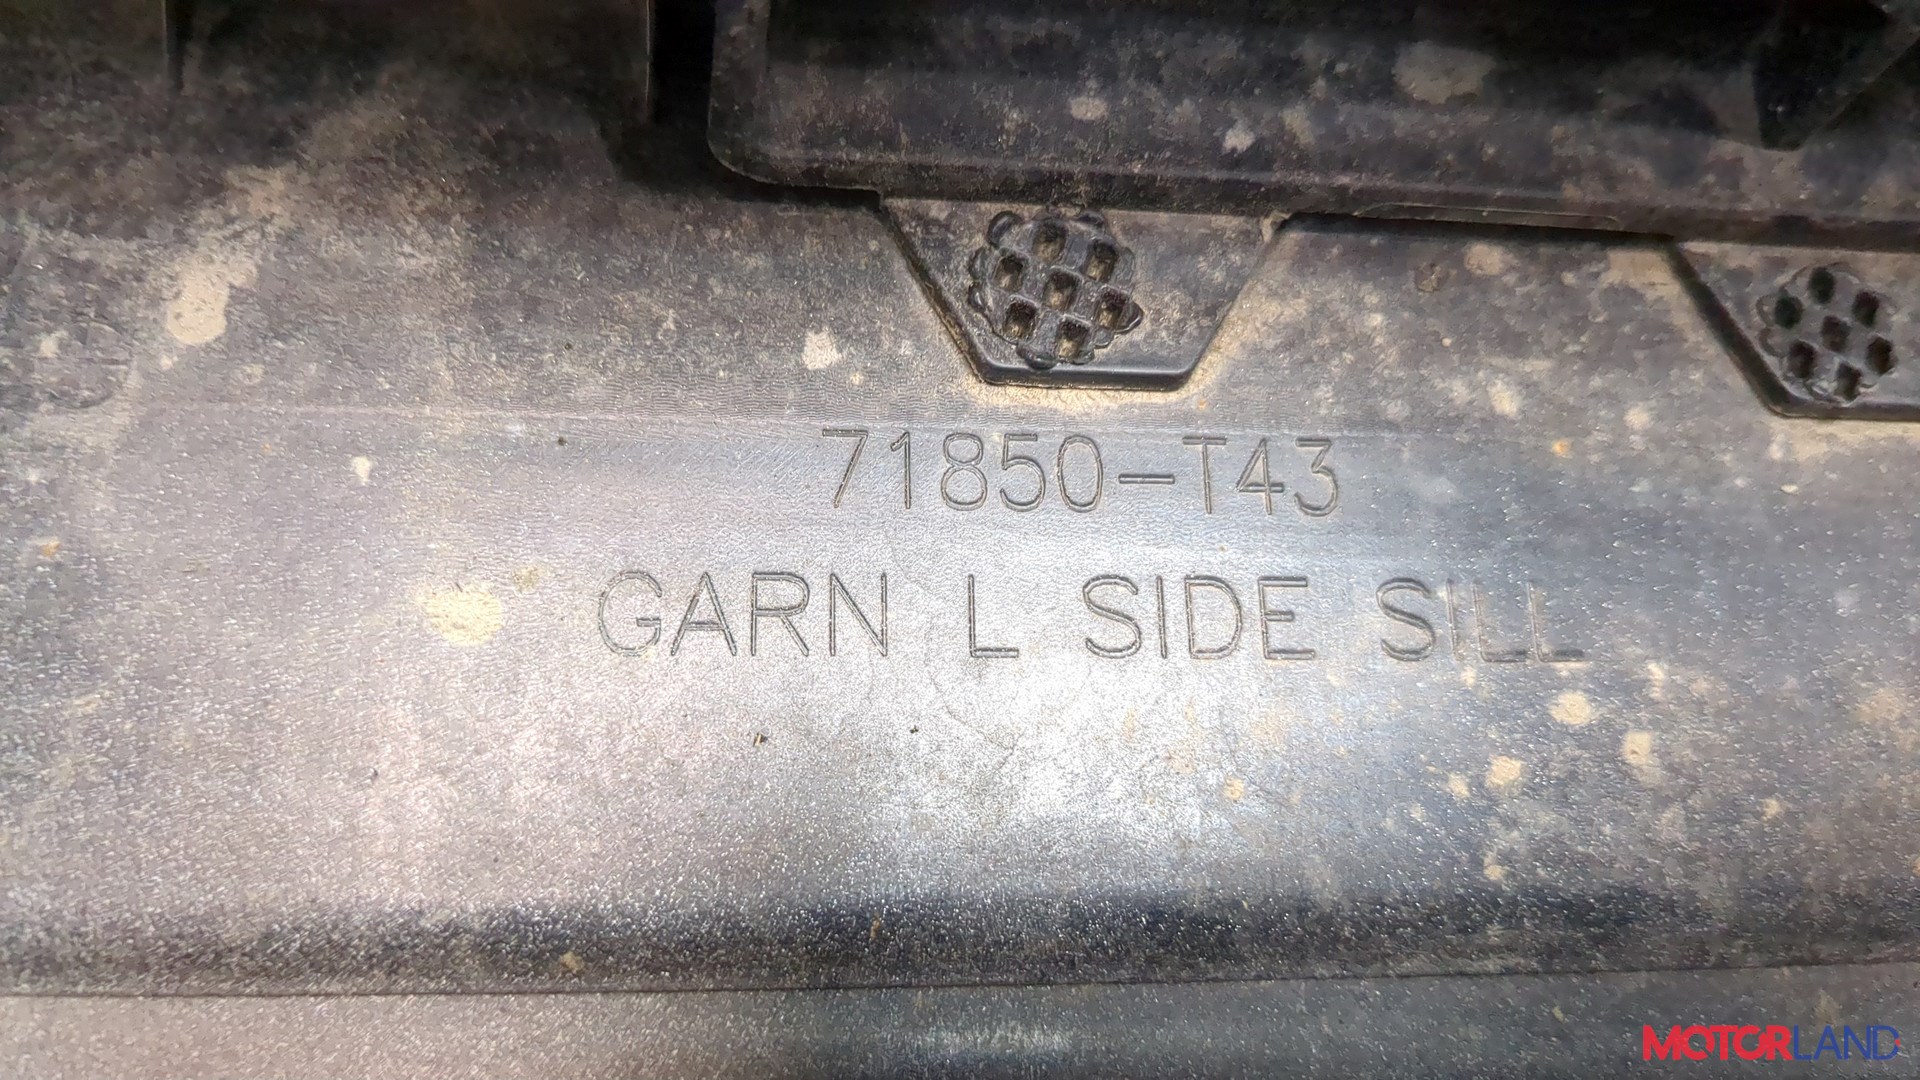 71850-T43
GARN L SIDE SILL
MOTORLAND